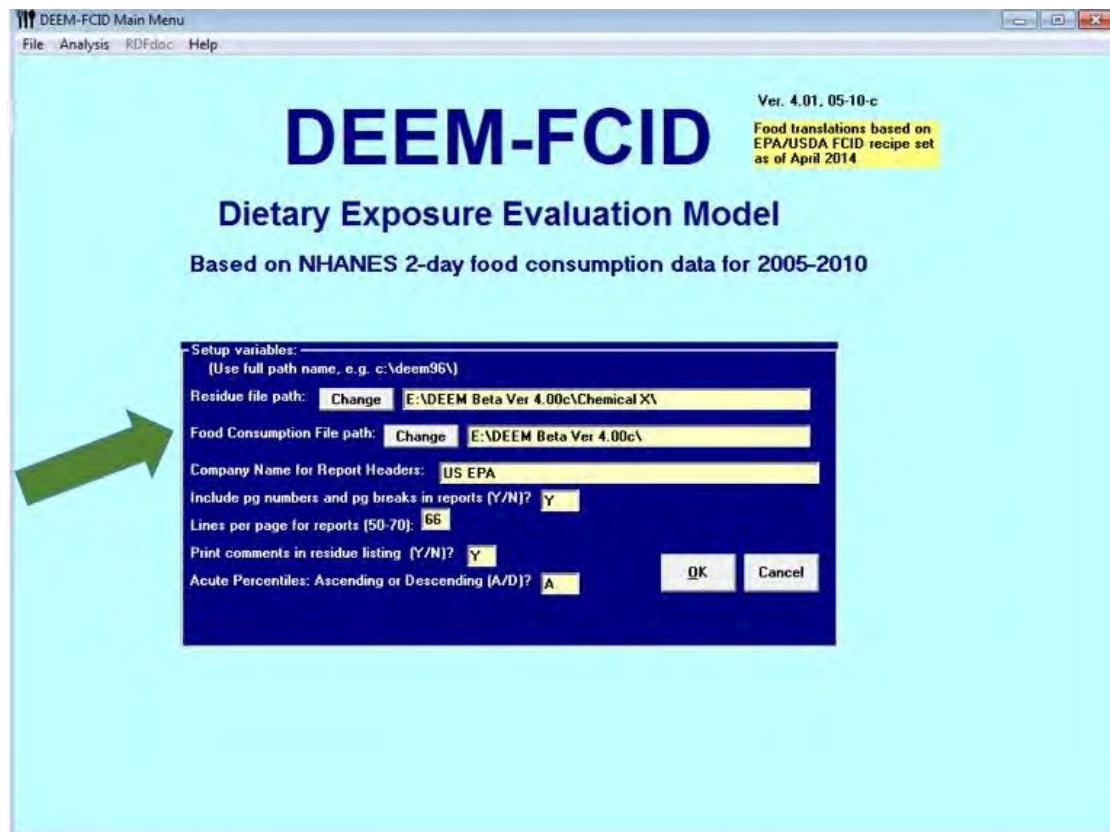 DEEM-FCID Main Menu
File Analysis RDFdoc Help
Ver. 4.01, 05-10-c
DEEM-FCID
Food translations based on
EPA/USDA FCID recipe set
as of April 2014
Dietary Exposure Evaluation Model
Based on NHANES 2-day food consumption data for 2005-2010
Setup variables:
(Use full path name, e.g. c:\deem96\)
Residue file path: Change E:\DEEM Beta Ver 4.00c\Chemical X\
Food Consumption File path: Change E:\DEEM Beta Ver 4.00c\
Company Name for Report Headers: US EPA
Include pg numbers and pg breaks in reports (Y/N)? Y
Lines per page for reports (50-70): 66
Print comments in residue listing (Y/N)? Y
Acute Percentiles: Ascending or Descending (A/D)? A
OK Cancel